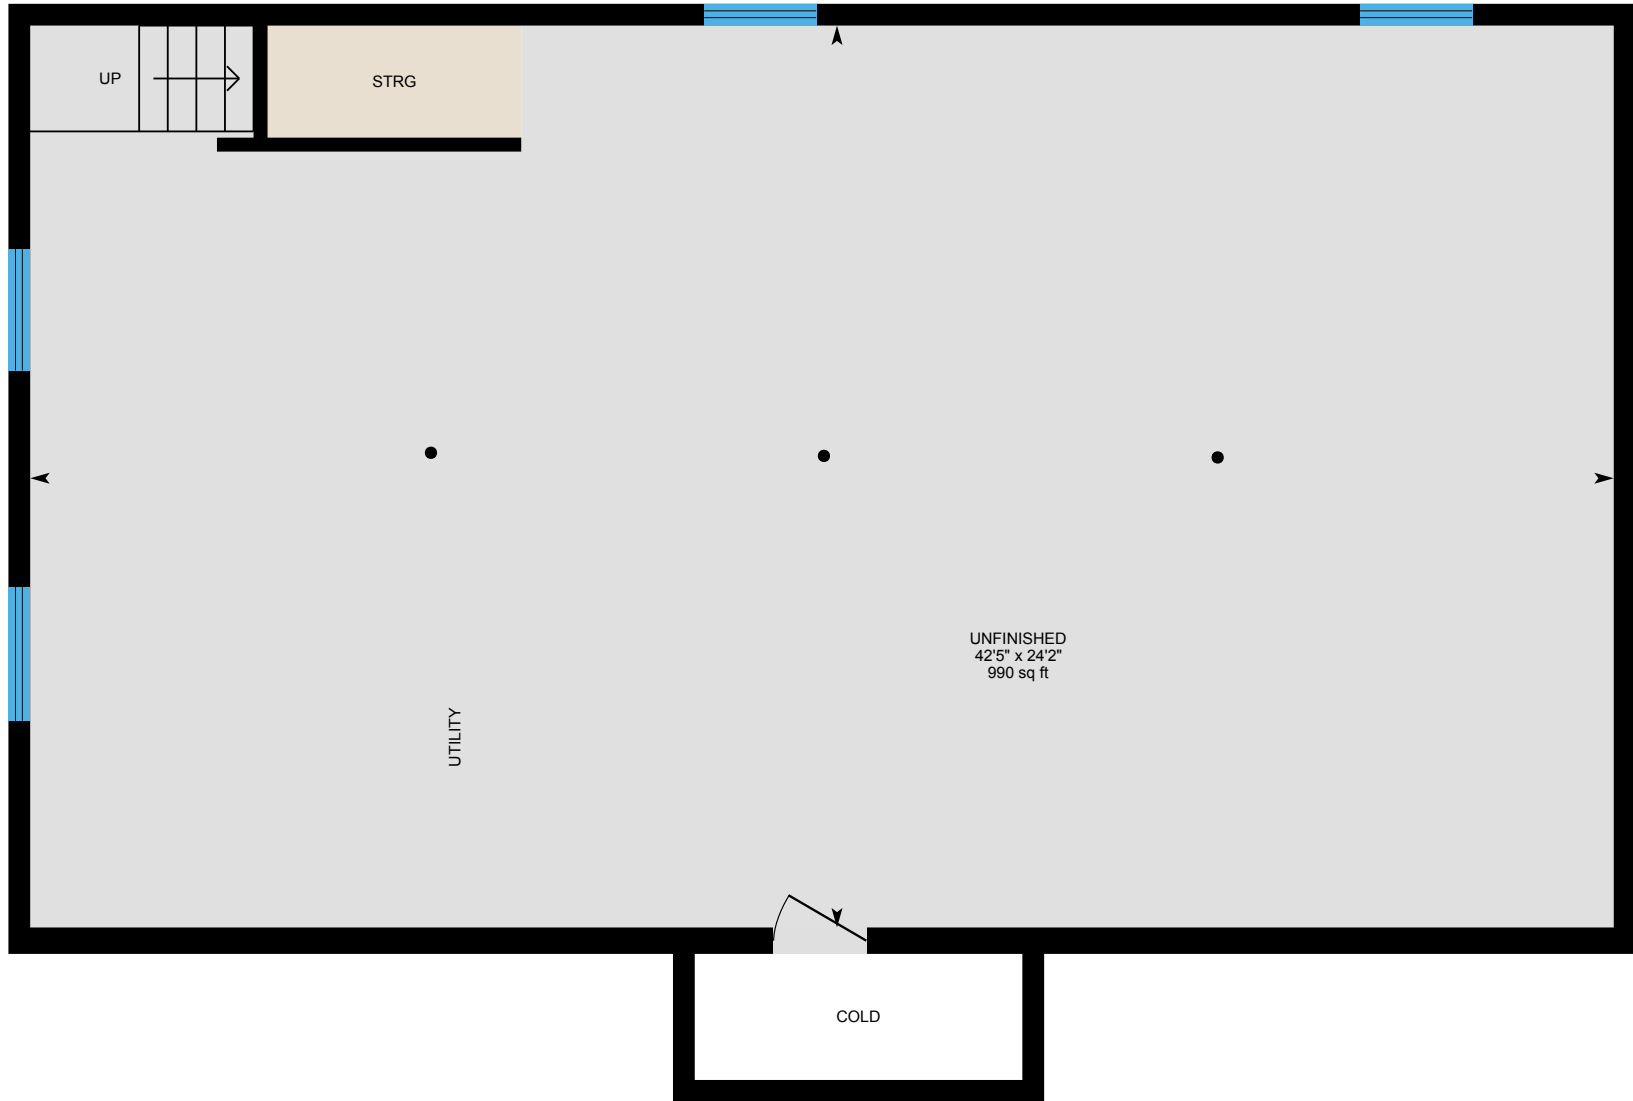 UP
STRG
UNFINISHED
42'5" x 24'2"
990 sq ft
UTILITY
COLD